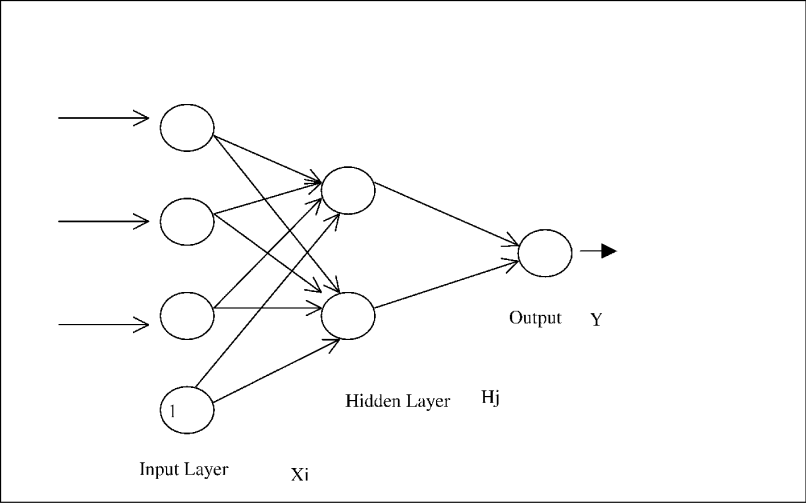 Output Y
1
Hidden Layer Hj
Input Layer Xi